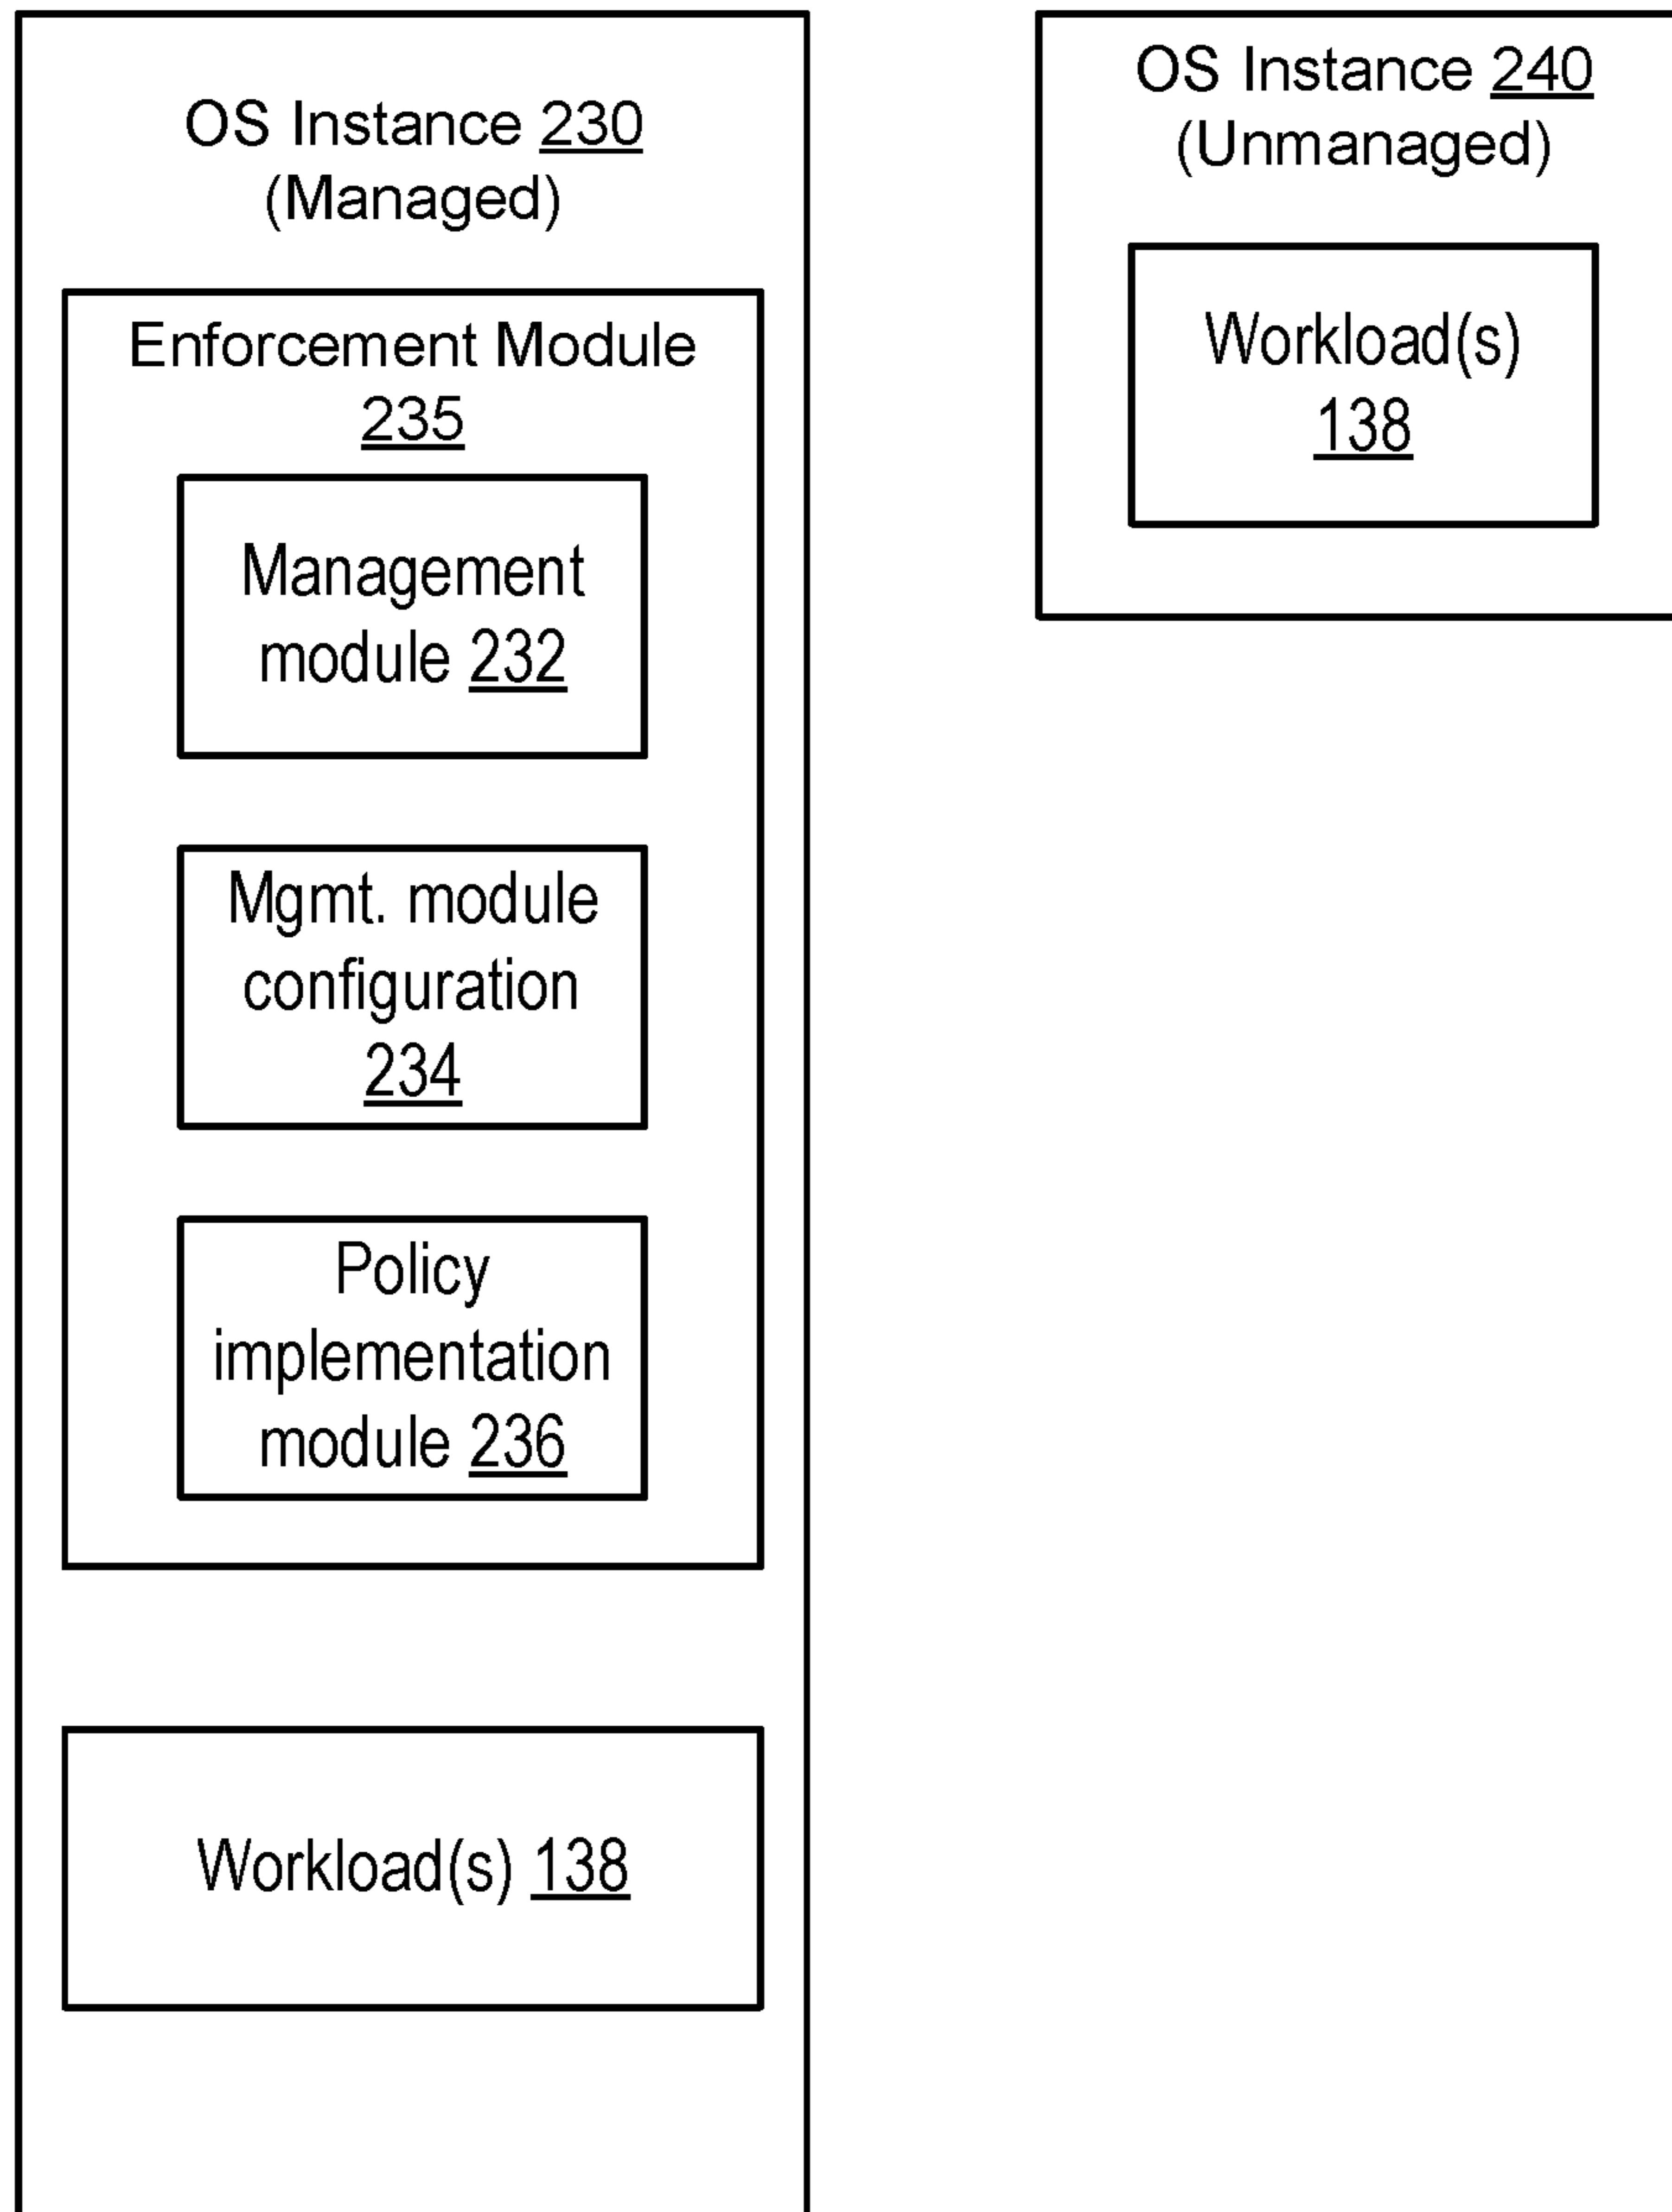 OS Instance 230
(Managed)
Enforcement Module
235
Management
module 232
Mgmt. module
configuration
234
Policy
implementation
module 236
Workload(s) 138
OS Instance 240
(Unmanaged)
Workload(s)
138